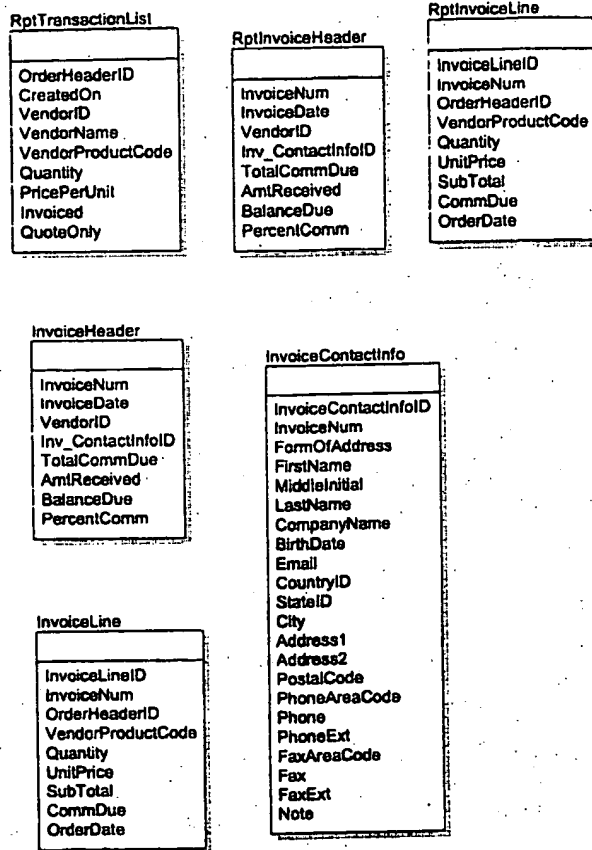 RptTransactionList
OrderHeaderID
CreatedOn
VendorID
VendorName
VendorProductCode
Quantity
PricePerUnit
Invoiced
QuoteOnly
RptInvoiceHeader
InvoiceNum
InvoiceDate
VendorID
Inv_ContactInfoID
TotalCommDue
AmtReceived
BalanceDue
PercentComm
RptInvoiceLine
InvoiceLineID
InvoiceNum
OrderHeaderID
VendorProductCode
Quantity
UnitPrice
SubTotal
CommDue
OrderDate
InvoiceHeader
InvoiceNum
InvoiceDate
VendorID
Inv_ContactInfoID
TotalCommDue
AmtReceived
BalanceDue
PercentComm
InvoiceContactInfo
InvoiceContactInfoID
InvoiceNum
FormOfAddress
FirstName
MiddleInitial
LastName
CompanyName
BirthDate
Email
CountryID
StateID
City
Address1
Address2
PostalCode
PhoneAreaCode
Phone
PhoneExt
FaxAreaCode
Fax
FaxExt
Note
InvoiceLine
InvoiceLineID
InvoiceNum
OrderHeaderID
VendorProductCode
Quantity
UnitPrice
SubTotal
CommDue
OrderDate